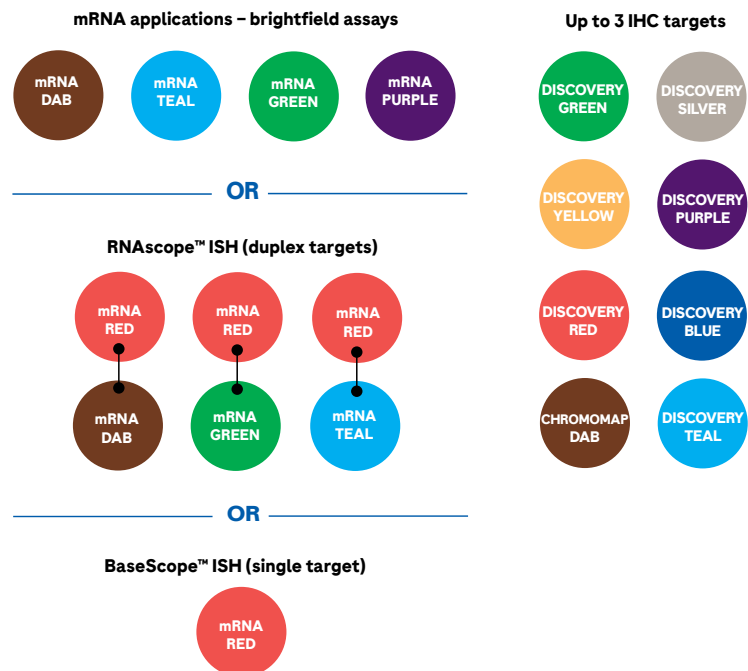 mRNA applications – brightfield assays
mRNA
DAB
mRNA
TEAL
mRNA
GREEN
mRNA
PURPLE
OR
RNAscope™ ISH (duplex targets)
mRNA
RED
mRNA
RED
mRNA
RED
mRNA
DAB
mRNA
GREEN
mRNA
TEAL
OR
BaseScope™ ISH (single target)
mRNA
RED
Up to 3 IHC targets
DISCOVERY
GREEN
DISCOVERY
SILVER
DISCOVERY
YELLOW
DISCOVERY
PURPLE
DISCOVERY
RED
DISCOVERY
BLUE
CHROMOMAP
DAB
DISCOVERY
TEAL